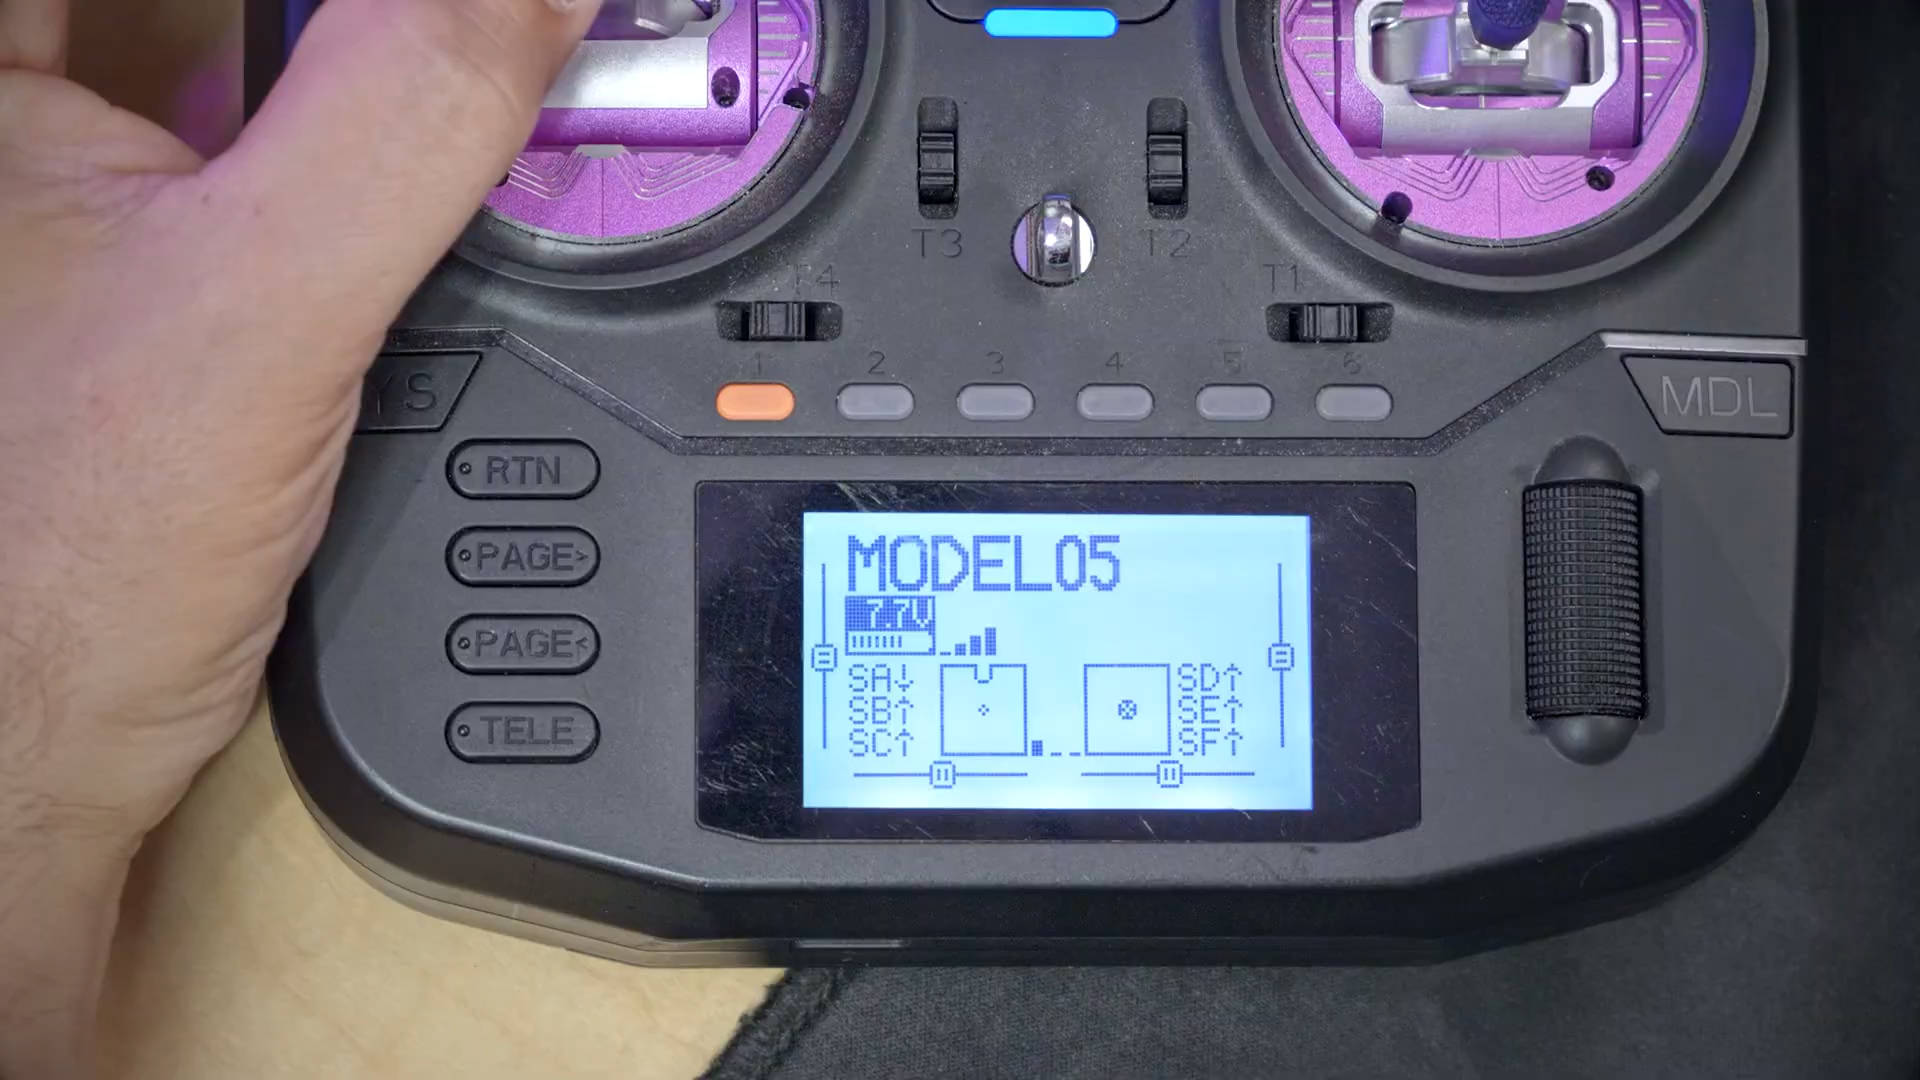 T3
T2
T4
T1
1
2
3
4
5
6
YS
MDL
RTN
PAGE>
PAGE<
TELE
MODEL05
7.7V
SA↓
SD↑
SB↑
SE↑
SC↑
SF↑